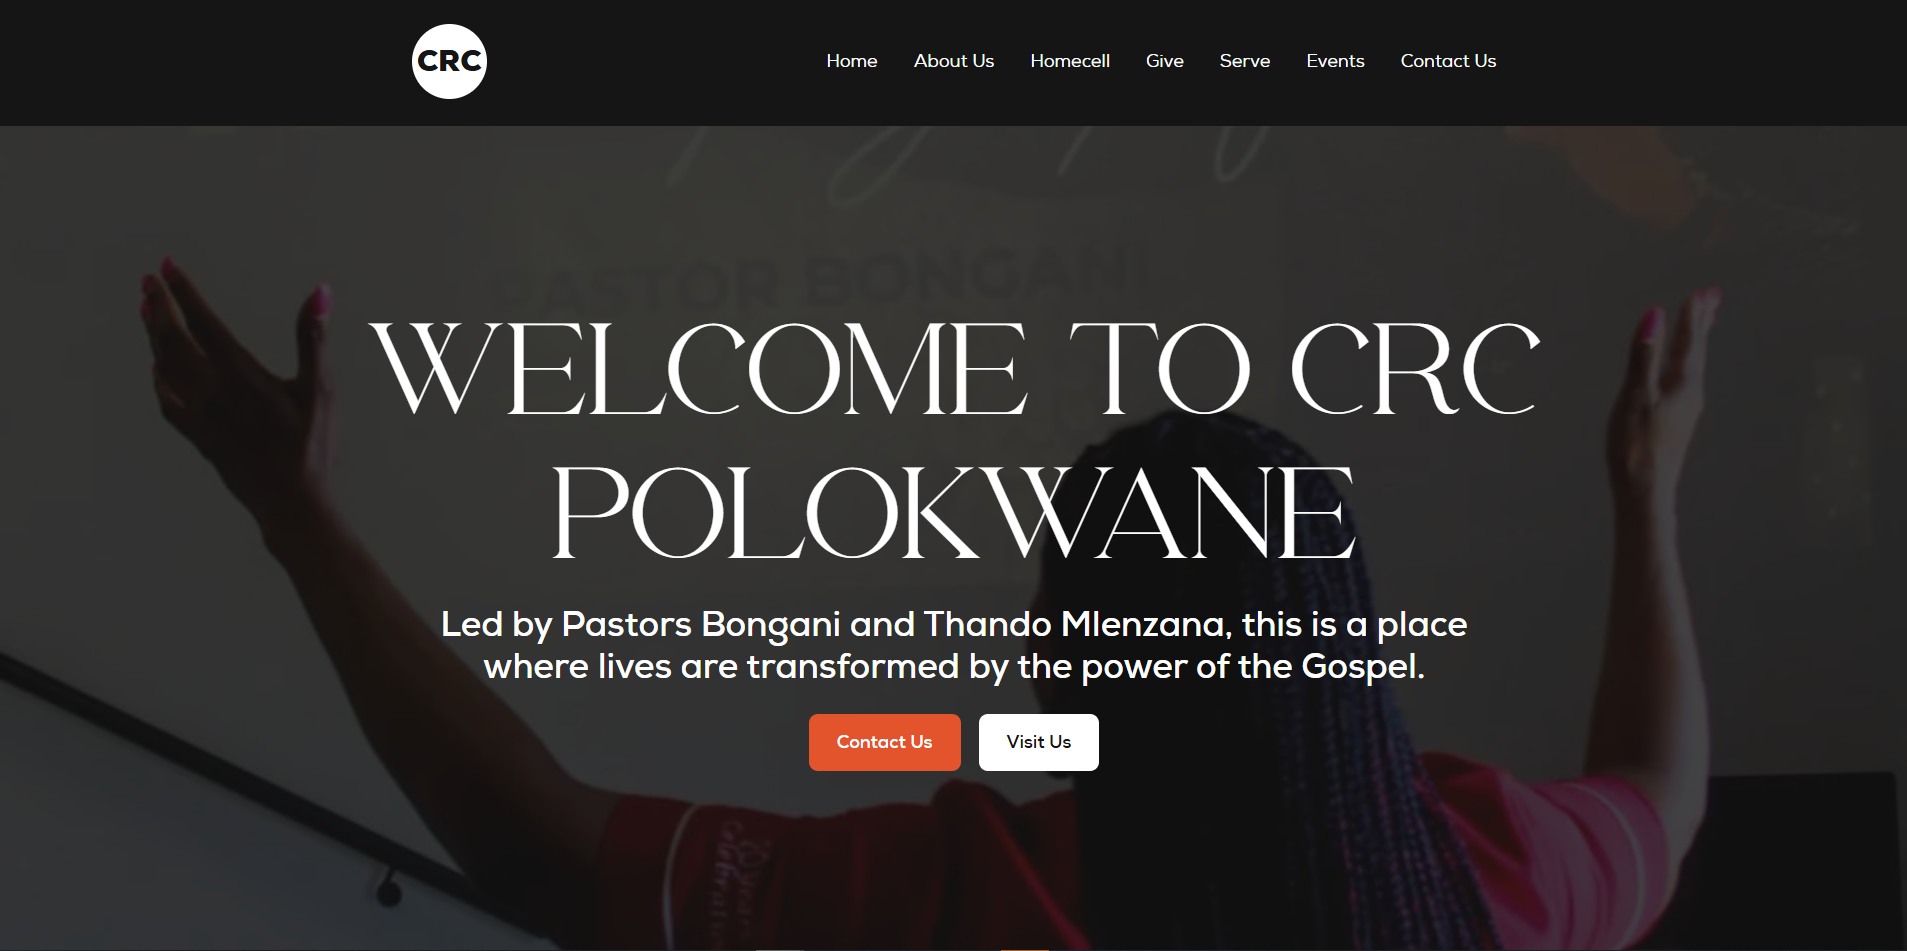 CRC
Home About Us Homecell Give Serve Events Contact Us
PASTOR BONGANI
WELCOME TO CRC
POLOKWANE
Led by Pastors Bongani and Thando Mlenzana, this is a place
where lives are transformed by the power of the Gospel.
Contact Us Visit Us